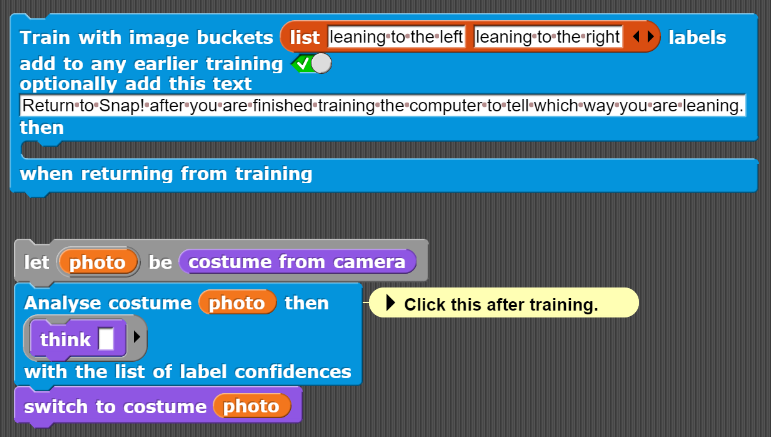 Train with image buckets list leaning to the left leaning to the right labels
add to any earlier training
optionally add this text
Return to Snap! after you are finished training the computer to tell which way you are leaning.
then
when returning from training
let photo be costume from camera
Analyse costume photo then
Click this after training.
think
with the list of label confidences
switch to costume photo